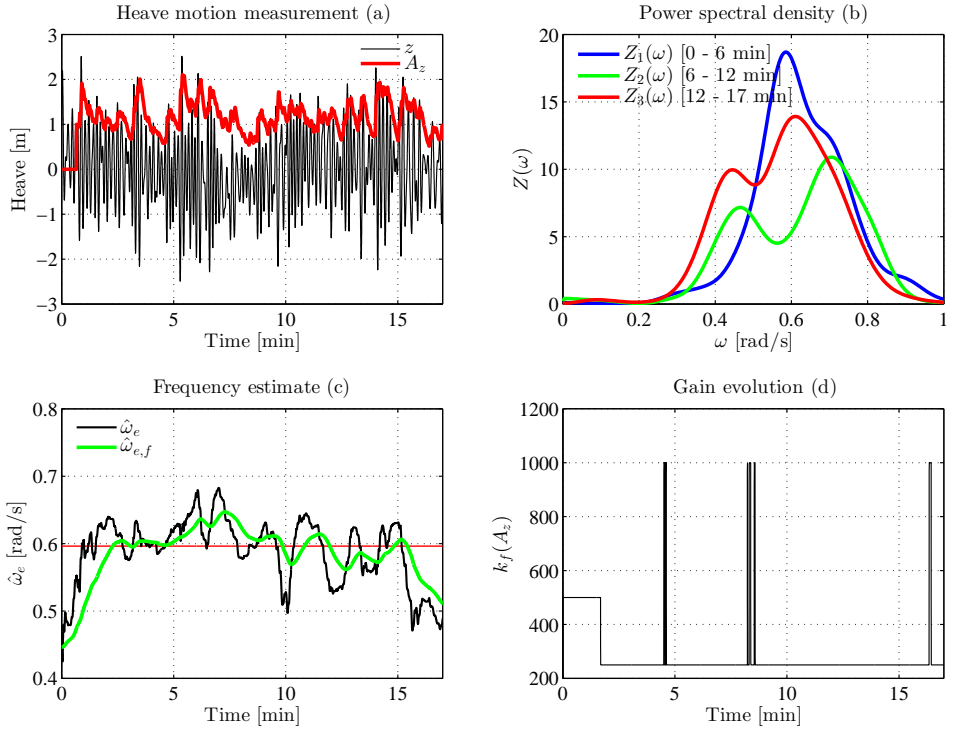 Heave motion measurement (a)
3
2
1
0
−1
−2
−3
Heave [m]
z
A_z
0 5 10 15
Time [min]
Power spectral density (b)
20
15
10
5
0
Z(ω)
Z_1(ω) [0 - 6 min]
Z_2(ω) [6 - 12 min]
Z_3(ω) [12 - 17 min]
0 0.2 0.4 0.6 0.8 1
ω [rad/s]
Frequency estimate (c)
0.8
0.7
0.6
0.5
0.4
ω̂_e [rad/s]
ω̂_e
ω̂_{e,f}
0 5 10 15
Time [min]
Gain evolution (d)
1200
1000
800
600
400
200
k_f(A_z)
0 5 10 15
Time [min]